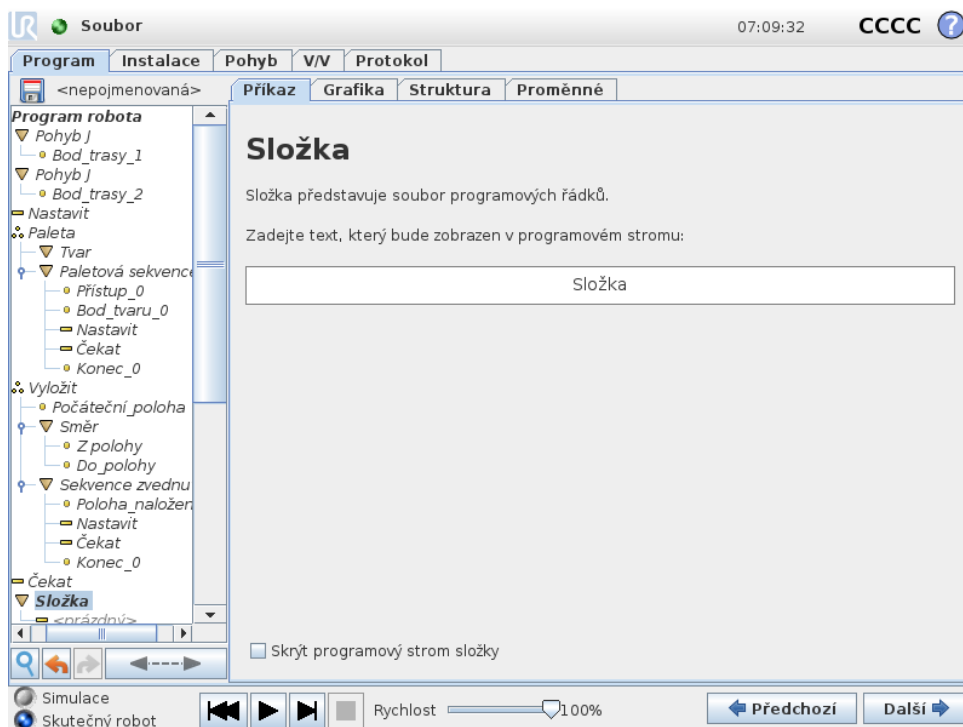 UR Soubor 07:09:32 CCCC ?
Program Instalace Pohyb V/V Protokol
<nepojmenovaná> Příkaz Grafika Struktura Proměnné
Program robota
Pohyb J
Bod_trasy_1
Pohyb J
Bod_trasy_2
Nastavit
Paleta
Tvar
Paletová sekvence
Přístup_0
Bod_tvaru_0
Nastavit
Čekat
Konec_0
Vyložit
Počáteční_poloha
Směr
Z polohy
Do_polohy
Sekvence zvednu
Poloha_naložen
Nastavit
Čekat
Konec_0
Čekat
Složka
<prázdný>
Složka
Složka představuje soubor programových řádků.
Zadejte text, který bude zobrazen v programovém stromu:
Složka
Skrýt programový strom složky
Simulace
Skutečný robot
Rychlost 100%
Předchozí Další